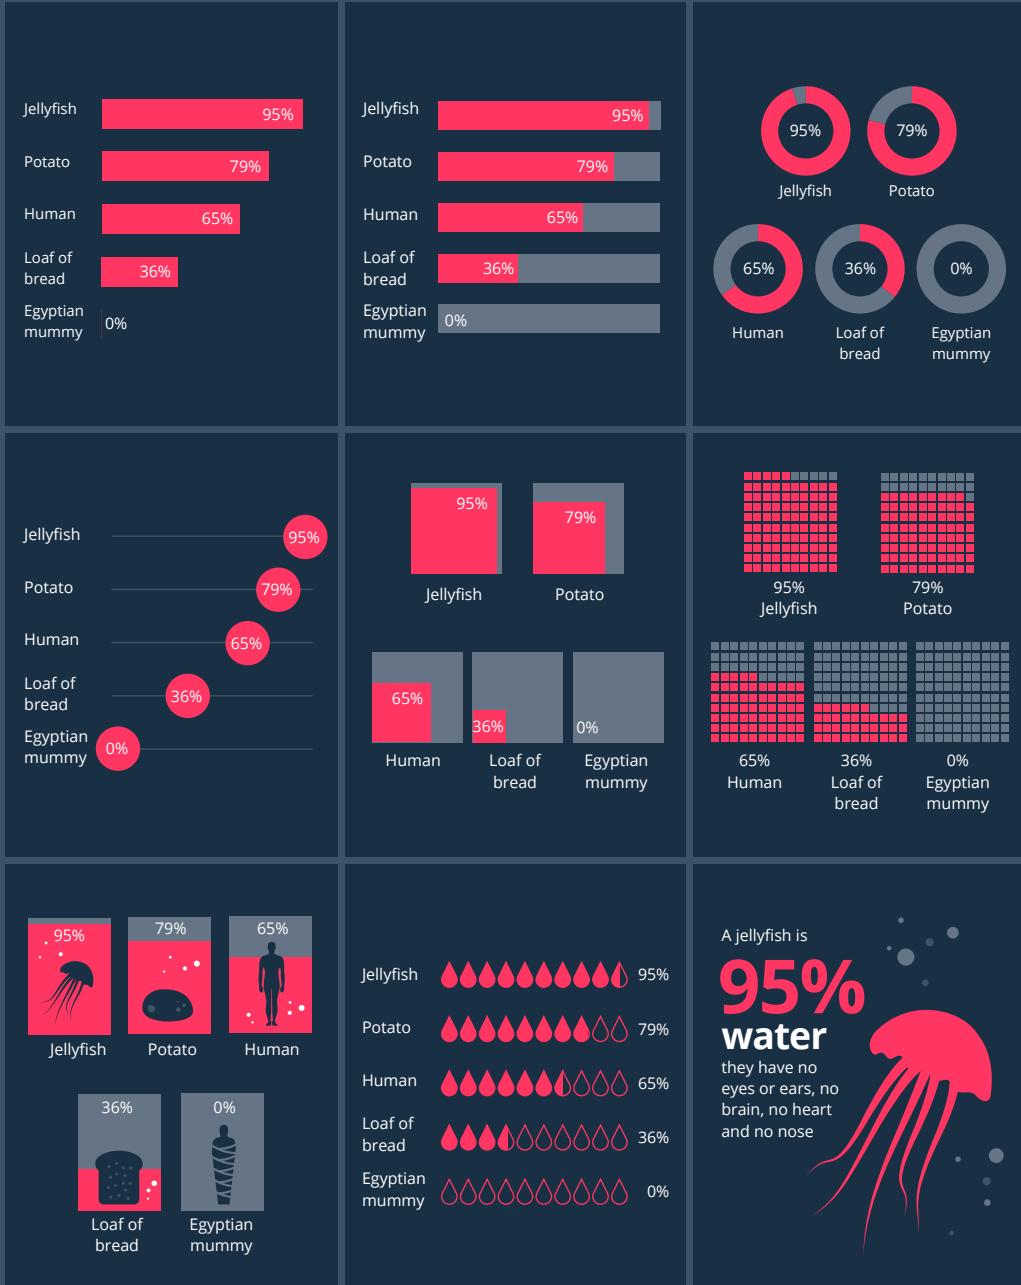 Jellyfish
95%
Potato
79%
Human
65%
Loaf of
bread
36%
Egyptian
mummy
0%
Jellyfish
95%
Potato
79%
Human
65%
Loaf of
bread
36%
Egyptian
mummy
0%
95%
79%
Jellyfish
Potato
65%
36%
0%
Human
Loaf of
bread
Egyptian
mummy
Jellyfish
95%
Potato
79%
Human
65%
Loaf of
bread
36%
Egyptian
mummy
0%
95%
79%
Jellyfish
Potato
65%
36%
0%
Human
Loaf of
bread
Egyptian
mummy
95%
Jellyfish
79%
Potato
65%
Human
36%
Loaf of
bread
0%
Egyptian
mummy
95%
79%
65%
Jellyfish
Potato
Human
36%
0%
Loaf of
bread
Egyptian
mummy
Jellyfish
95%
Potato
79%
Human
65%
Loaf of
bread
36%
Egyptian
mummy
0%
A jellyfish is
95%
water
they have no
eyes or ears, no
brain, no heart
and no nose